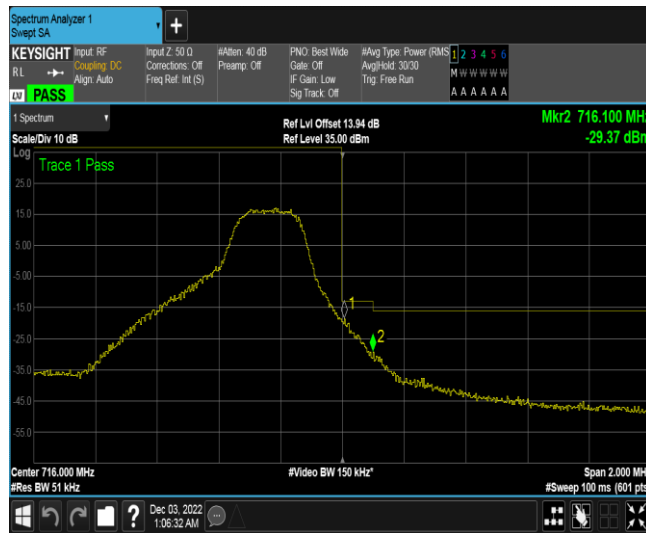 Spectrum Analyzer 1
Swept SA
+
KEYSIGHT Input: RF Input Z: 50 Ω #Atten: 40 dB PNO: Best Wide #Avg Type: Power (RMS 1 2 3 4 5 6
RL Coupling: DC Corrections: Off Preamp: Off Gate: Off Avg|Hold: 30/30 M W W W W W
Align: Auto Freq Ref: Int (S) IF Gain: Low Trig: Free Run
LXI PASS Sig Track: Off A A A A A A
1 Spectrum Ref Lvl Offset 13.94 dB Mkr2 716.100 MHz
Scale/Div 10 dB Ref Level 35.00 dBm -29.37 dBm
Log
Trace 1 Pass
25.0
15.0
5.00
-5.00
-15.0
1
-25.0
2
-35.0
-45.0
-55.0
Center 716.000 MHz #Video BW 150 kHz* Span 2.000 MH
#Res BW 51 kHz #Sweep 100 ms (601 pts
? Dec 03, 2022
1:06:32 AM